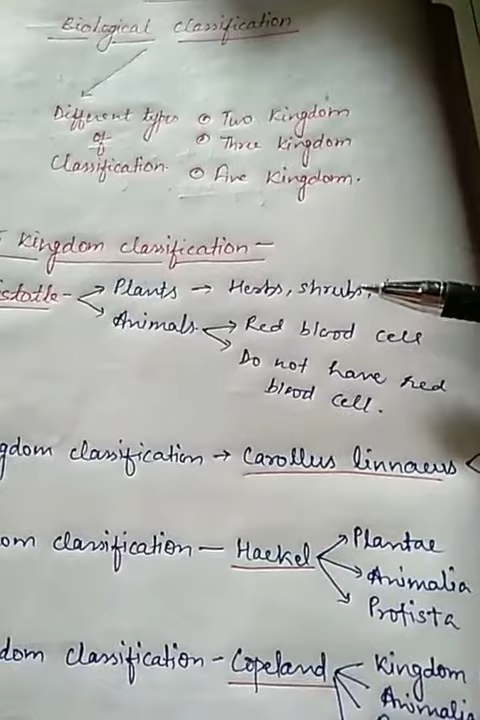 Biological Classification
Different types ⊙ Two Kingdom
of ⊙ Three Kingdom
Classification. ⊙ Five Kingdom.
Kingdom classification -
istotle - Plants → Herbs, shrubs,
Animals → Red blood cell
Do not have red
blood cell.
gdom classification → Carollus linnaeus
om classification - Haekel Plantae
Animalia
Protista
dom classification - Copeland Kingdom
Animalia